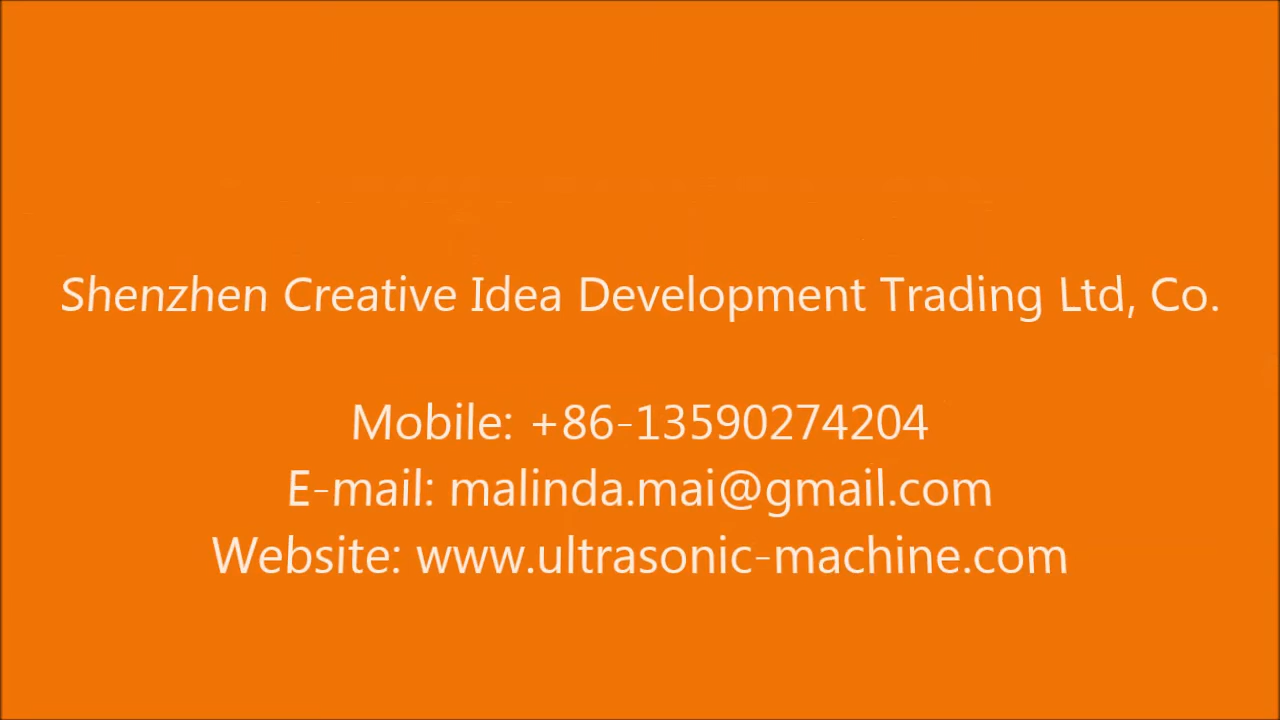 Shenzhen Creative Idea Development Trading Ltd, Co.
Mobile: +86-13590274204
E-mail: malinda.mai@gmail.com
Website: www.ultrasonic-machine.com